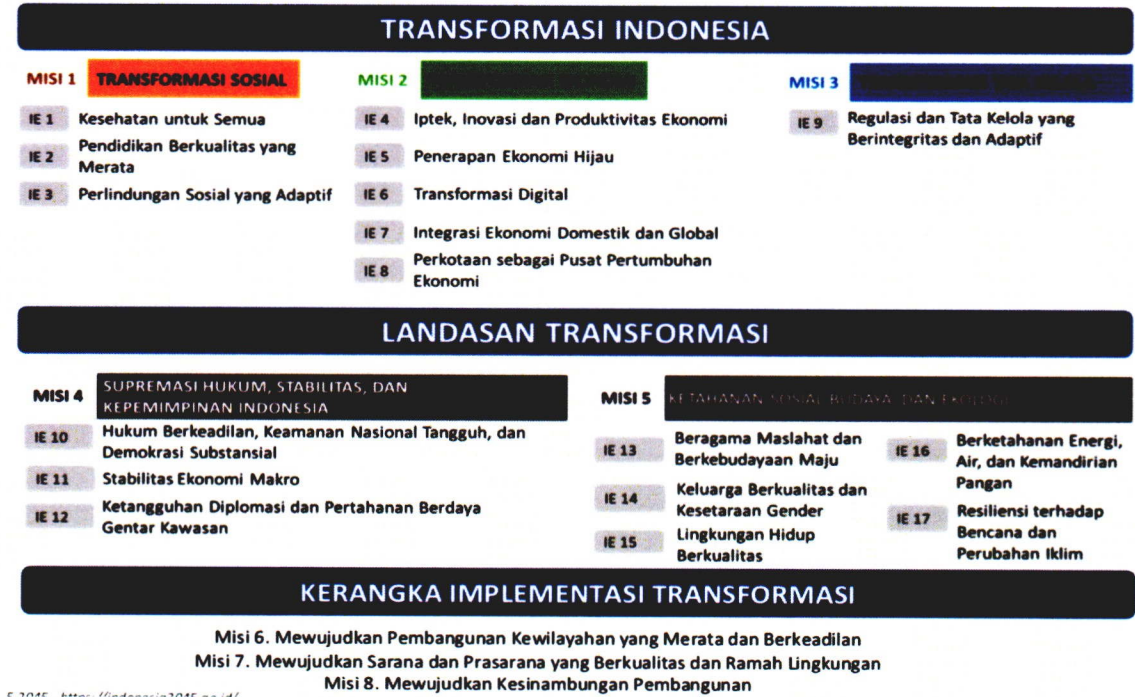 TRANSFORMASI INDONESIA
MISI 1
TRANSFORMASI SOSIAL
IE 1
Kesehatan untuk Semua
IE 2
Pendidikan Berkualitas yang
Merata
IE 3
Perlindungan Sosial yang Adaptif
MISI 2
IE 4
Iptek, Inovasi dan Produktivitas Ekonomi
IE 5
Penerapan Ekonomi Hijau
IE 6
Transformasi Digital
IE 7
Integrasi Ekonomi Domestik dan Global
IE 8
Perkotaan sebagai Pusat Pertumbuhan
Ekonomi
MISI 3
IE 9
Regulasi dan Tata Kelola yang
Berintegritas dan Adaptif
LANDASAN TRANSFORMASI
MISI 4
SUPREMASI HUKUM, STABILITAS, DAN
KEPEMIMPINAN INDONESIA
IE 10
Hukum Berkeadilan, Keamanan Nasional Tangguh, dan
Demokrasi Substansial
IE 11
Stabilitas Ekonomi Makro
IE 12
Ketangguhan Diplomasi dan Pertahanan Berdaya
Gentar Kawasan
MISI 5
KETAHANAN SOSIAL BUDAYA, DAN EKOLOGI
IE 13
Beragama Maslahat dan
Berkebudayaan Maju
IE 14
Keluarga Berkualitas dan
Kesetaraan Gender
IE 15
Lingkungan Hidup
Berkualitas
IE 16
Berketahanan Energi,
Air, dan Kemandirian
Pangan
IE 17
Resiliensi terhadap
Bencana dan
Perubahan Iklim
KERANGKA IMPLEMENTASI TRANSFORMASI
Misi 6. Mewujudkan Pembangunan Kewilayahan yang Merata dan Berkeadilan
Misi 7. Mewujudkan Sarana dan Prasarana yang Berkualitas dan Ramah Lingkungan
Misi 8. Mewujudkan Kesinambungan Pembangunan